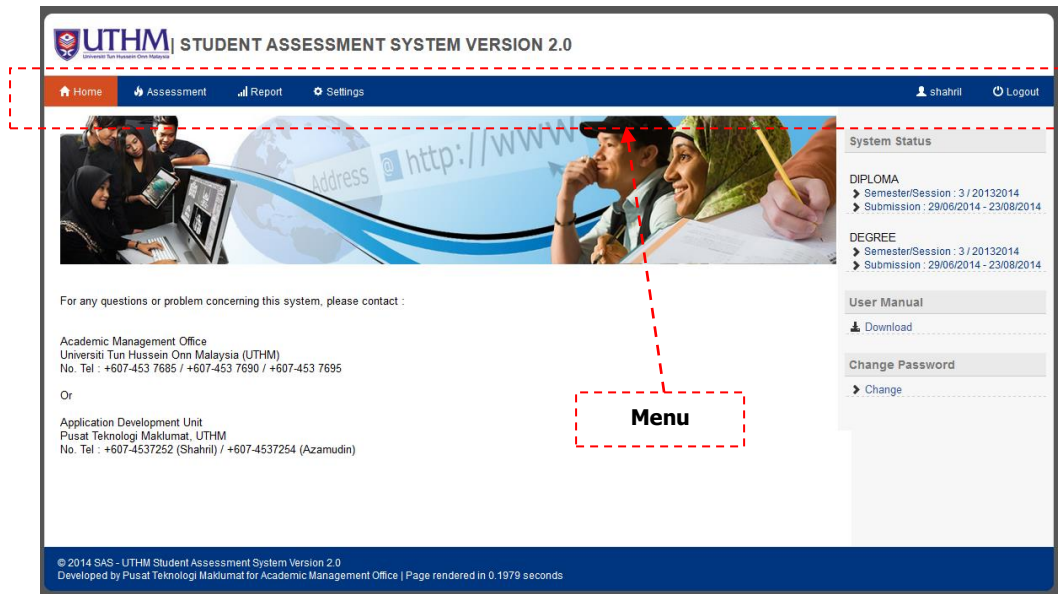 UTHM | STUDENT ASSESSMENT SYSTEM VERSION 2.0
Universiti Tun Hussein Onn Malaysia
Home Assessment Report Settings shahril Logout
Address http://WWW
System Status
DIPLOMA
Semester/Session : 3 / 20132014
Submission : 29/06/2014 - 23/08/2014
DEGREE
Semester/Session : 3 / 20132014
Submission : 29/06/2014 - 23/08/2014
User Manual
Download
Change Password
Change
For any questions or problem concerning this system, please contact :
Academic Management Office
Universiti Tun Hussein Onn Malaysia (UTHM)
No. Tel : +607-453 7685 / +607-453 7690 / +607-453 7695
Or
Application Development Unit
Pusat Teknologi Maklumat, UTHM
No. Tel : +607-4537252 (Shahril) / +607-4537254 (Azamudin)
Menu
© 2014 SAS - UTHM Student Assessment System Version 2.0
Developed by Pusat Teknologi Maklumat for Academic Management Office | Page rendered in 0.1979 seconds